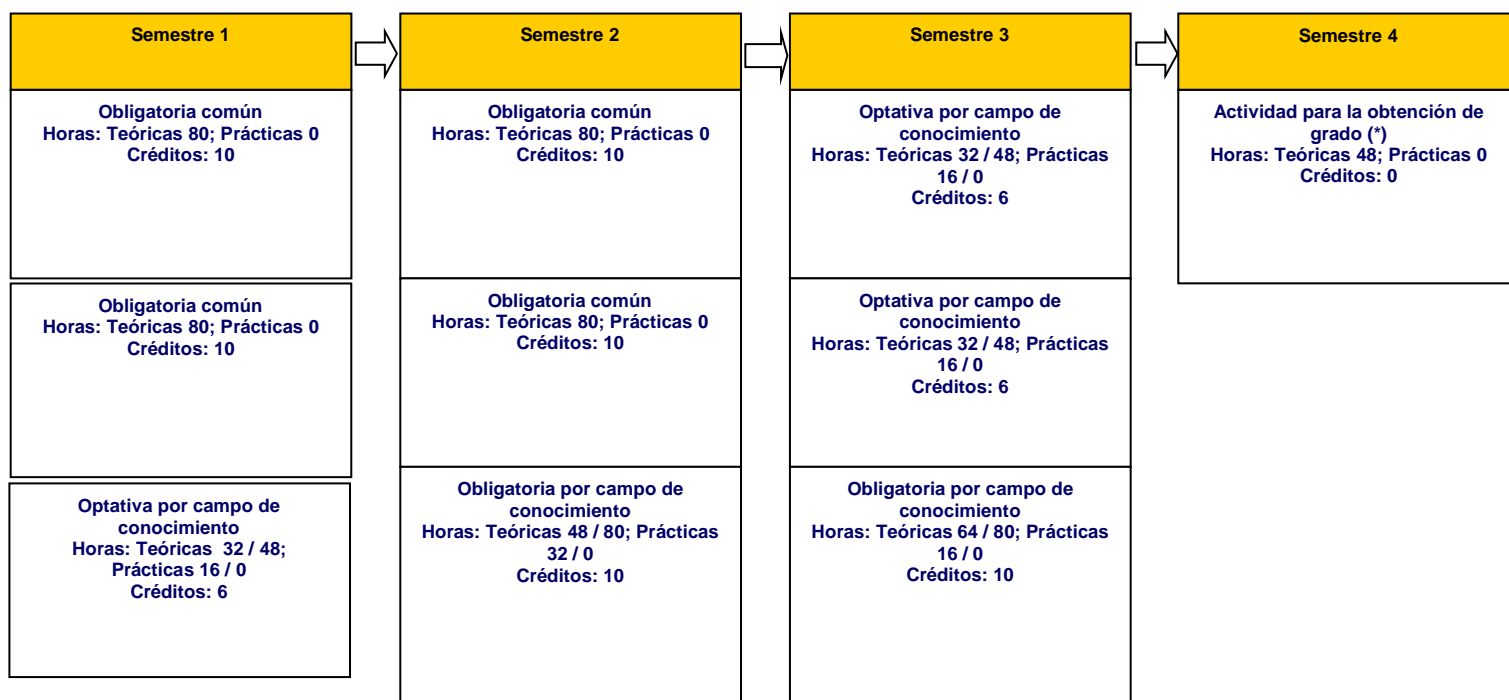 Semestre 1
Obligatoria común
Horas: Teóricas 80; Prácticas 0
Créditos: 10
Obligatoria común
Horas: Teóricas 80; Prácticas 0
Créditos: 10
Optativa por campo de
conocimiento
Horas: Teóricas 32 / 48;
Prácticas 16 / 0
Créditos: 6
Semestre 2
Obligatoria común
Horas: Teóricas 80; Prácticas 0
Créditos: 10
Obligatoria común
Horas: Teóricas 80; Prácticas 0
Créditos: 10
Obligatoria por campo de
conocimiento
Horas: Teóricas 48 / 80; Prácticas
32 / 0
Créditos: 10
Semestre 3
Optativa por campo de
conocimiento
Horas: Teóricas 32 / 48; Prácticas
16 / 0
Créditos: 6
Optativa por campo de
conocimiento
Horas: Teóricas 32 / 48; Prácticas
16 / 0
Créditos: 6
Obligatoria por campo de
conocimiento
Horas: Teóricas 64 / 80; Prácticas
16 / 0
Créditos: 10
Semestre 4
Actividad para la obtención de
grado (*)
Horas: Teóricas 48; Prácticas 0
Créditos: 0